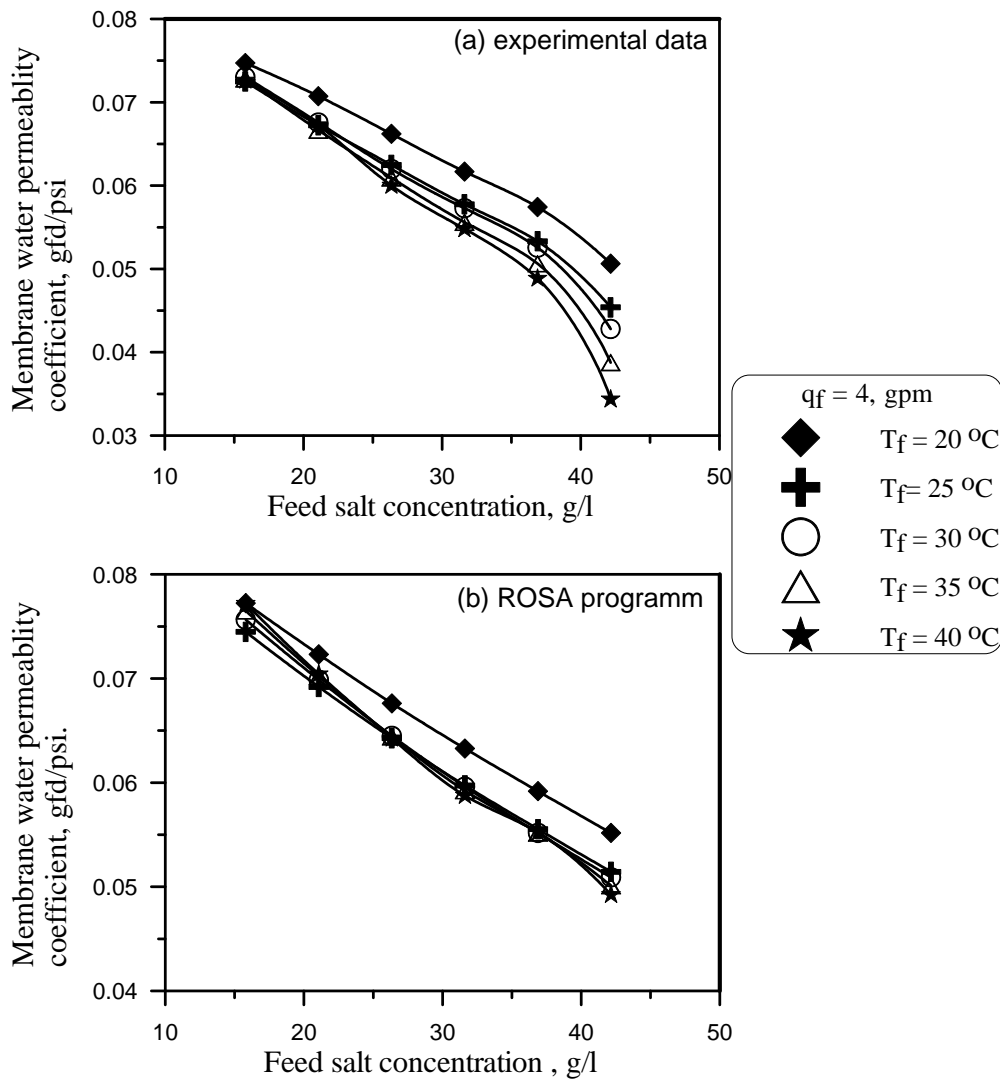 (a) experimental data
0.08
0.07
0.06
0.05
0.04
0.03
Membrane water permeablity
coefficient, gfd/psi
10
20
30
40
50
Feed salt concentration, g/l
qf = 4, gpm
Tf = 20 oC
Tf= 25 oC
Tf = 30 oC
Tf = 35 oC
Tf = 40 oC
(b) ROSA programm
0.08
0.07
0.06
0.05
0.04
Membrane water permeablity
coefficient, gfd/psi.
10
20
30
40
50
Feed salt concentration , g/l